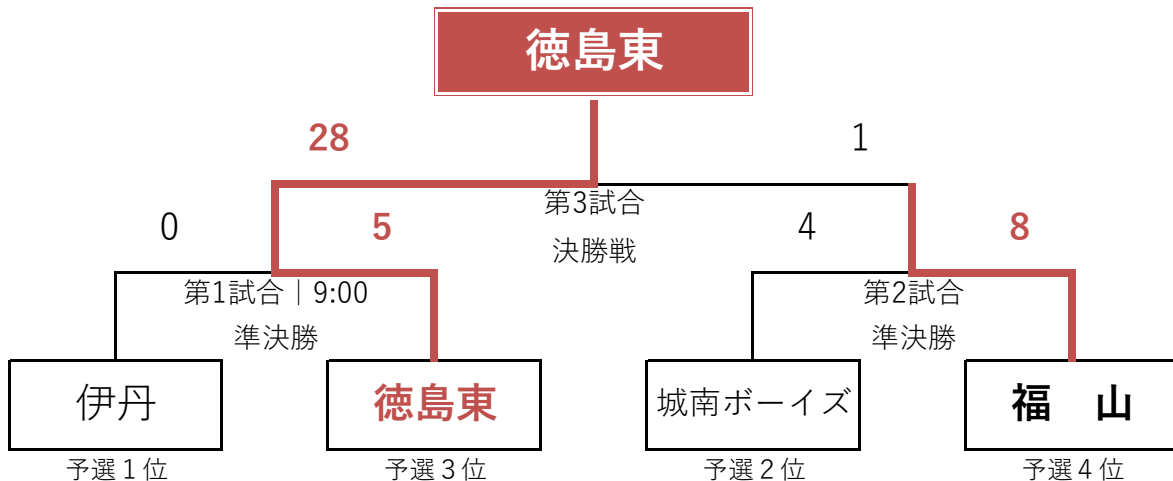 徳島東
28
1
第3試合
決勝戦
0
5
4
8
第1試合｜9:00
準決勝
第2試合
準決勝
伊丹
徳島東
城南ボーイズ
福　山
予選１位
予選３位
予選２位
予選４位